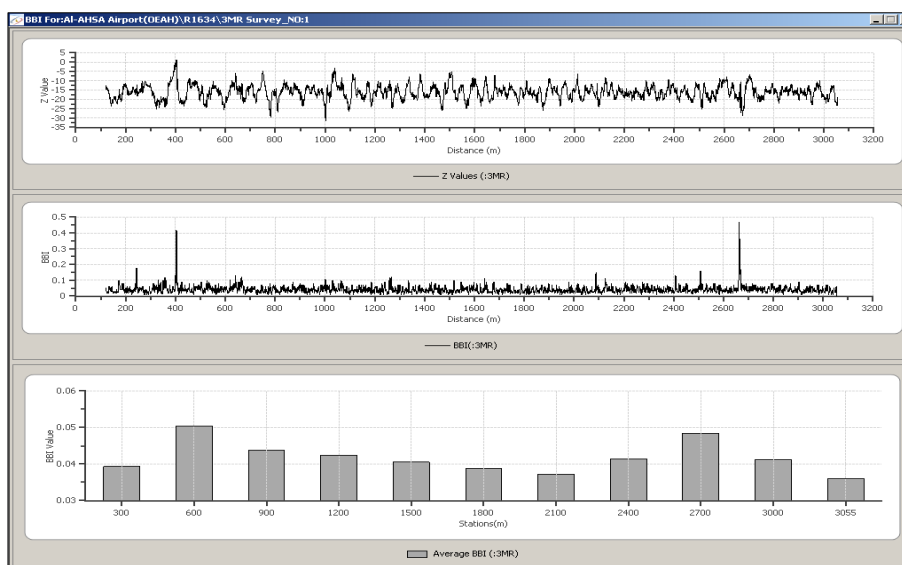 BBI For:Al-AHSA Airport(OEAH)\R1634\3MR Survey_NO:1
5
0
-5
-10
-15
-20
-25
-30
-35
Z Value
0 200 400 600 800 1000 1200 1400 1600 1800 2000 2200 2400 2600 2800 3000 3200
Distance (m)
Z Values (:3MR)
0.5
0.4
0.3
0.2
0.1
0
BBI
0 200 400 600 800 1000 1200 1400 1600 1800 2000 2200 2400 2600 2800 3000 3200
Distance (m)
BBI(:3MR)
0.06
0.05
0.04
0.03
BBI Value
300 600 900 1200 1500 1800 2100 2400 2700 3000 3055
Stations(m)
Average BBI (:3MR)